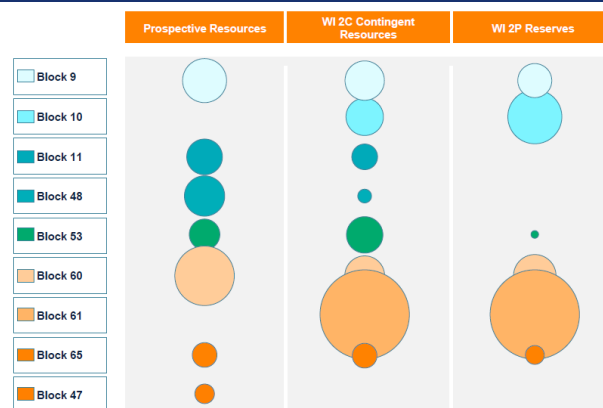 Prospective Resources
WI 2C Contingent
Resources
WI 2P Reserves
Block 9
Block 10
Block 11
Block 48
Block 53
Block 60
Block 61
Block 65
Block 47